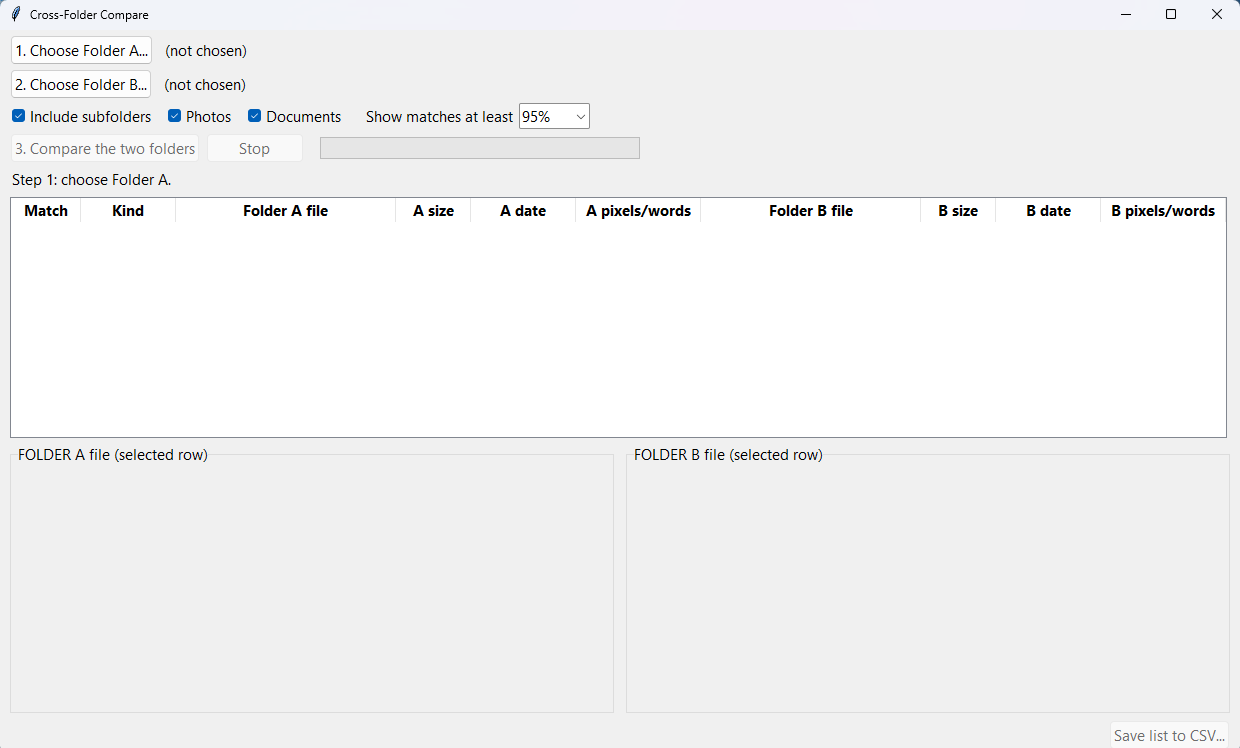 Cross-Folder Compare
1. Choose Folder A... (not chosen)
2. Choose Folder B... (not chosen)
Include subfolders Photos Documents Show matches at least 95%
3. Compare the two folders Stop
Step 1: choose Folder A.
Match Kind Folder A file A size A date A pixels/words Folder B file B size B date B pixels/words
FOLDER A file (selected row) FOLDER B file (selected row)
Save list to CSV...